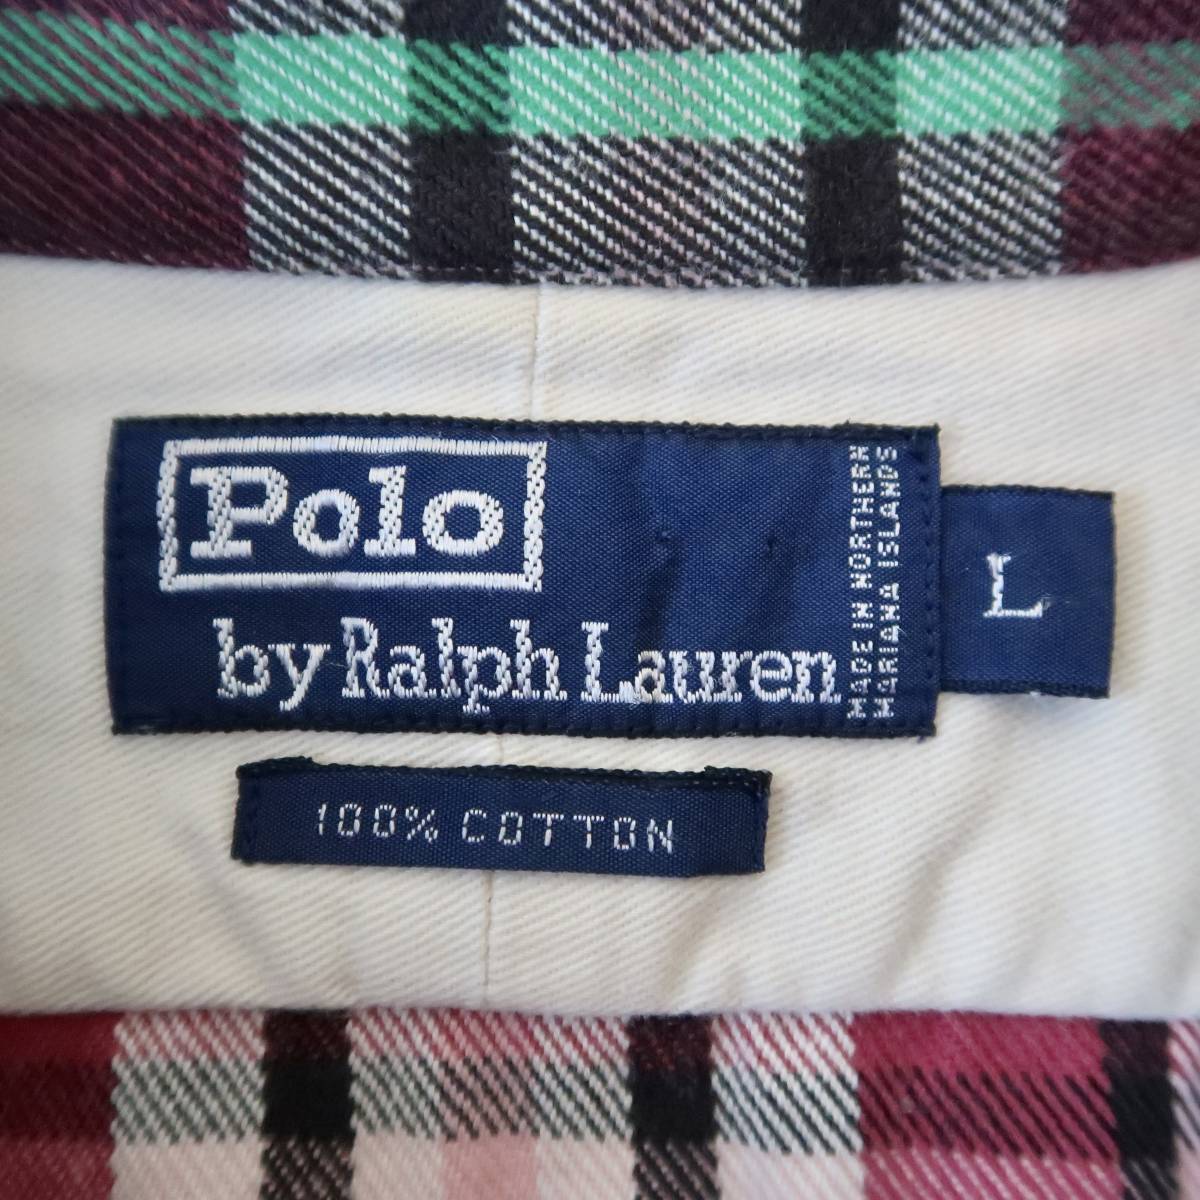 Polo
by Ralph Lauren
MADE IN NORTHERN
MARIANA ISLANDS
L
100% COTTON